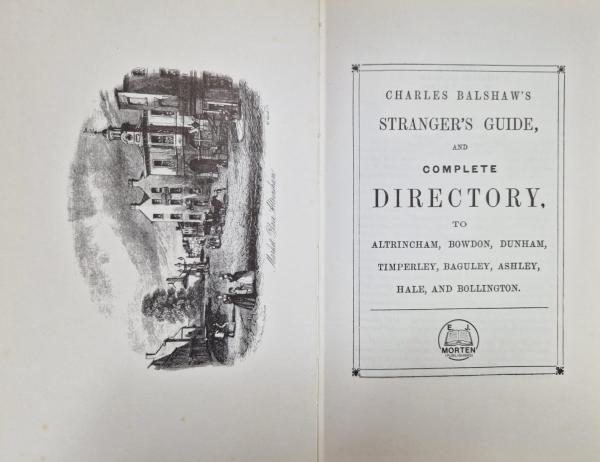 Market Place, Altrincham
CHARLES BALSHAW'S
STRANGER'S GUIDE,
AND
COMPLETE
DIRECTORY,
TO
ALTRINCHAM, BOWDON, DUNHAM,
TIMPERLEY, BAGULEY, ASHLEY,
HALE, AND BOLLINGTON.
E. J.
MORTEN